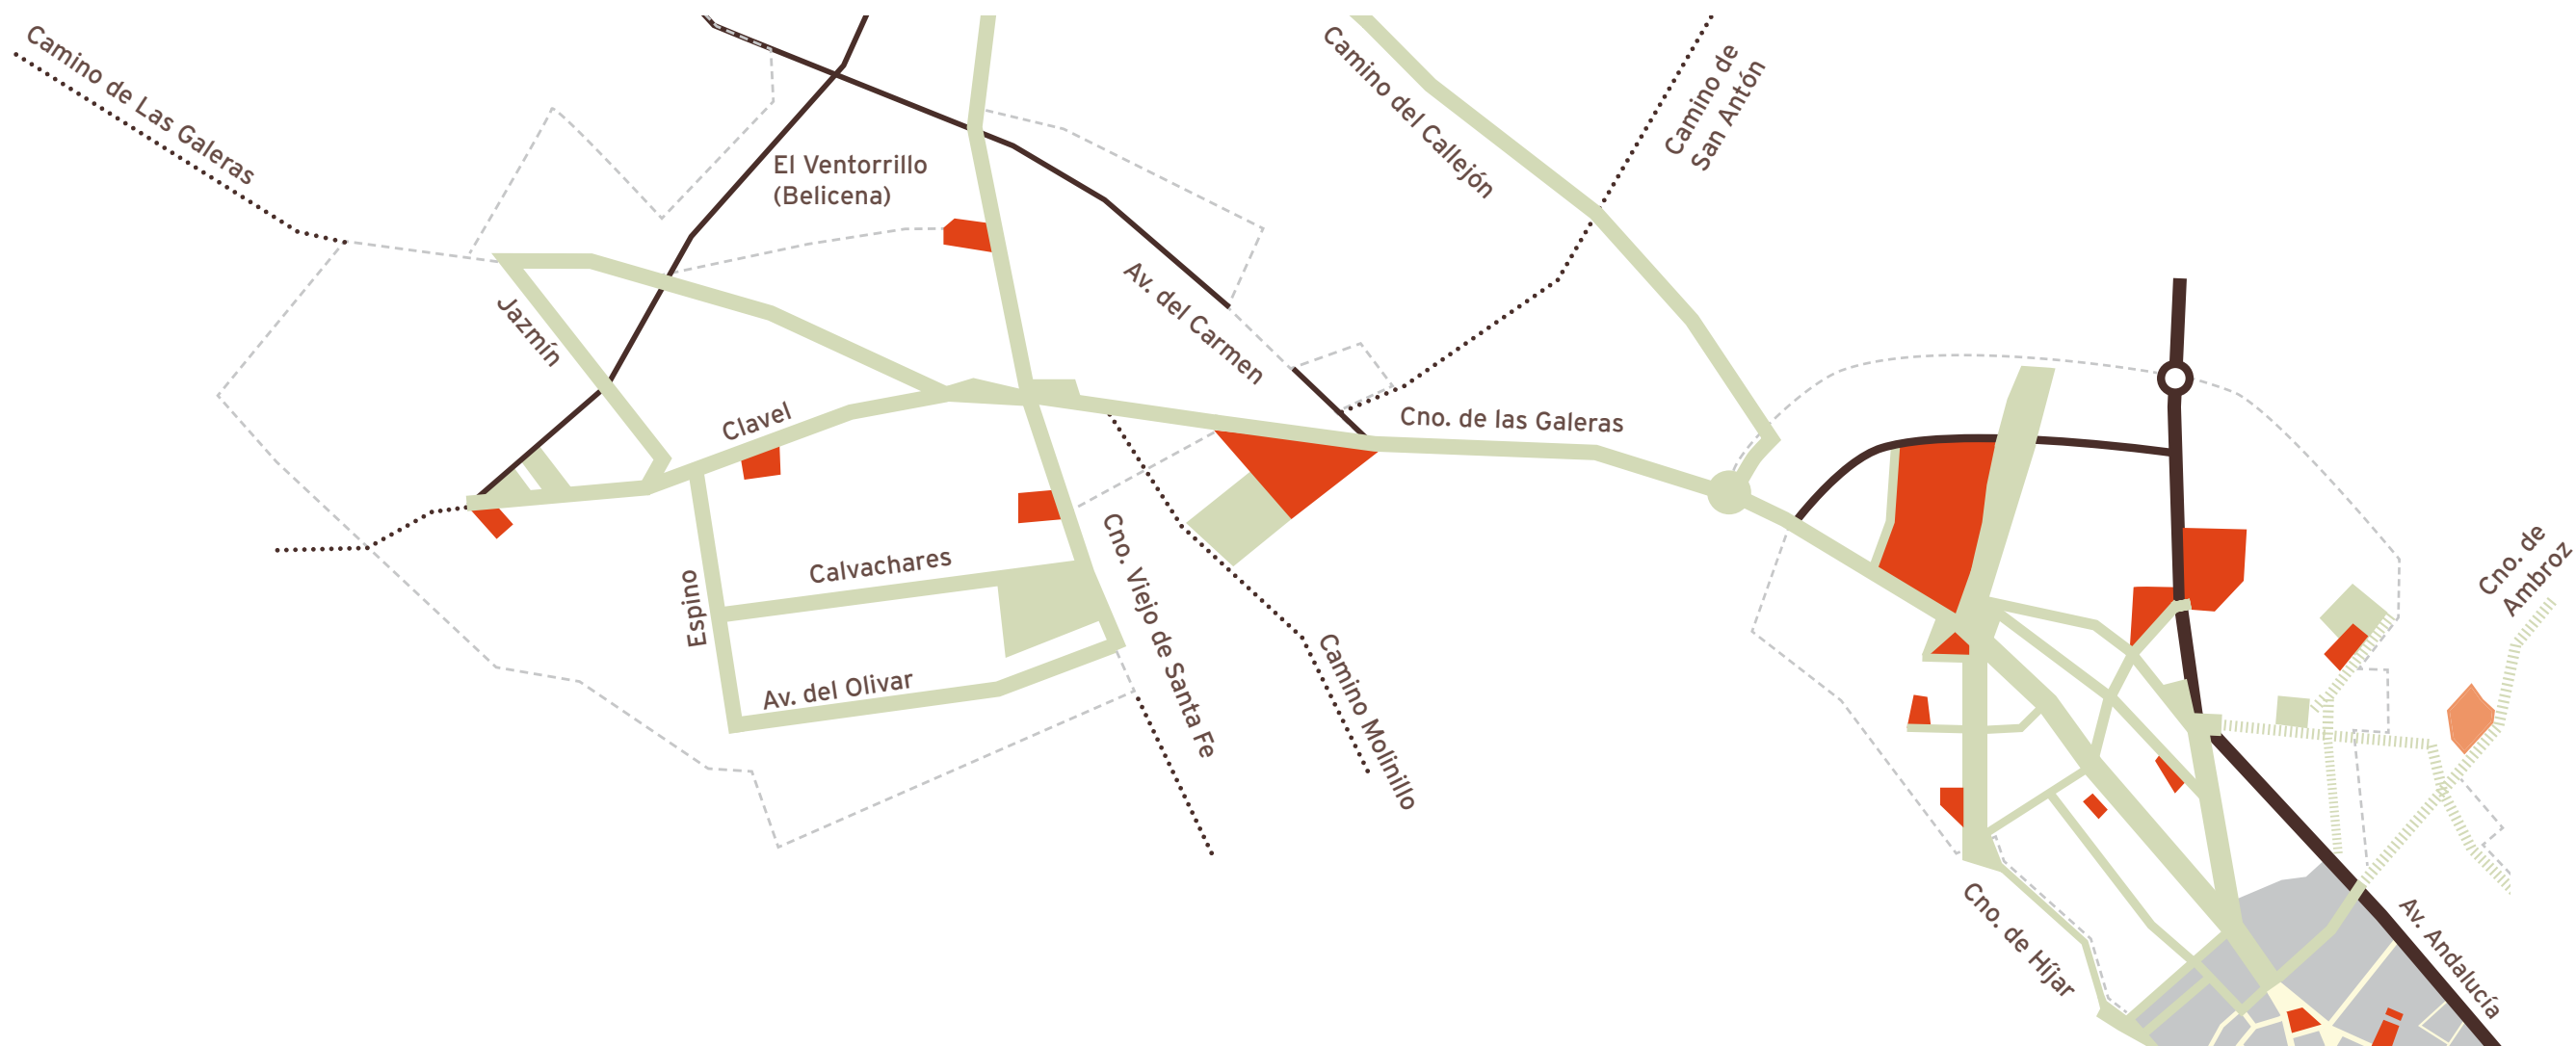 Camino de Las Galeras
El Ventorrillo
(Belicena)
Camino del Callejón
Camino de
San Antón
Jazmín
Av. del Carmen
Clavel
Cno. de las Galeras
Calvachares
Espino
Av. del Olivar
Cno. Viejo de Santa Fe
Camino Molinillo
Cno. de
Ambroz
Cno. de Híjar
Av. Andalucía